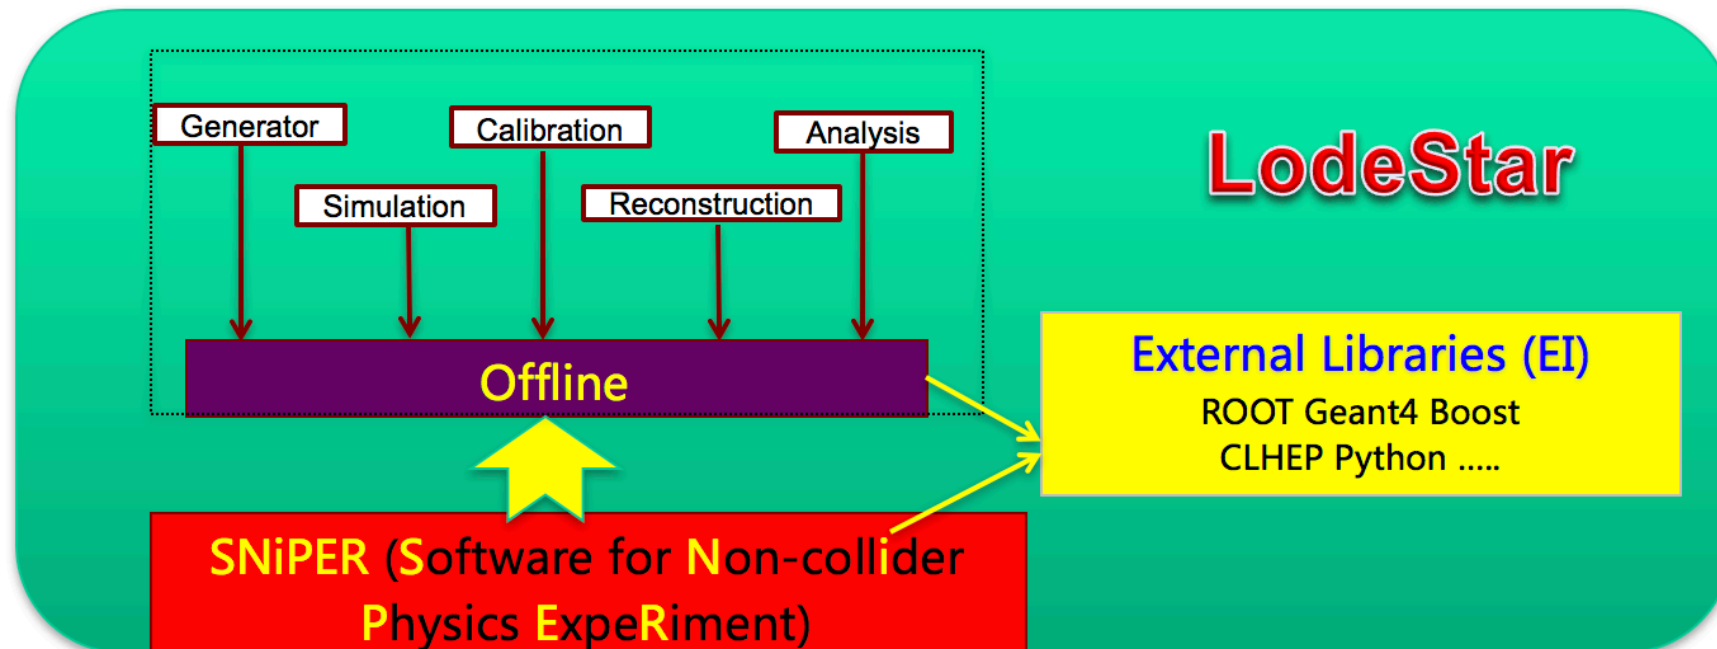 Generator
Calibration
Analysis
LodeStar
Simulation
Reconstruction
Offline
External Libraries (EI)
ROOT Geant4 Boost
CLHEP Python .....
SNiPER (Software for Non-collider
Physics ExpeRiment)